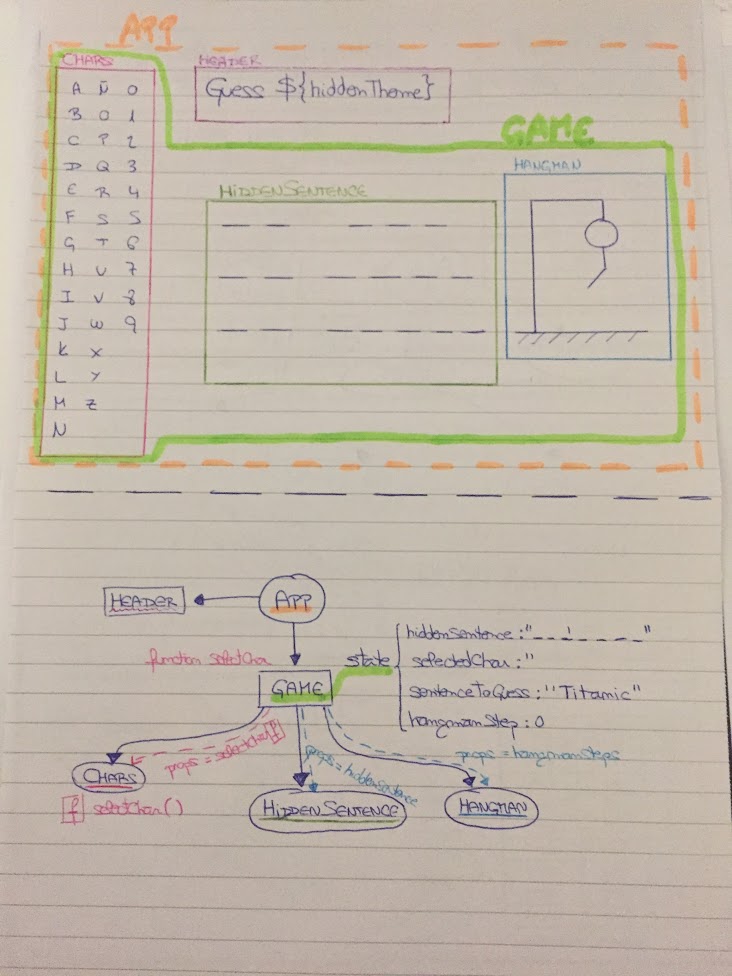 APP
CHARS
A Ñ 0
B O 1
C P 2
D Q 3
E R 4
F S 5
G T 6
H U 7
I V 8
J W 9
K X
L Y
M Z
N
HEADER
Guess ${hiddenTheme}
GAME
HIDDENSENTENCE
HANGMAN
HEADER
APP
function selectChar
GAME
state
hiddenSentence : "_ _ ' _ _ _ _"
selectedChar : ''
sentenceToGuess : "Titanic"
hangmanStep : 0
props = selectChar f
props = hiddenSentence
props = hangmanSteps
CHARS
f selectChar()
HIDDENSENTENCE
HANGMAN